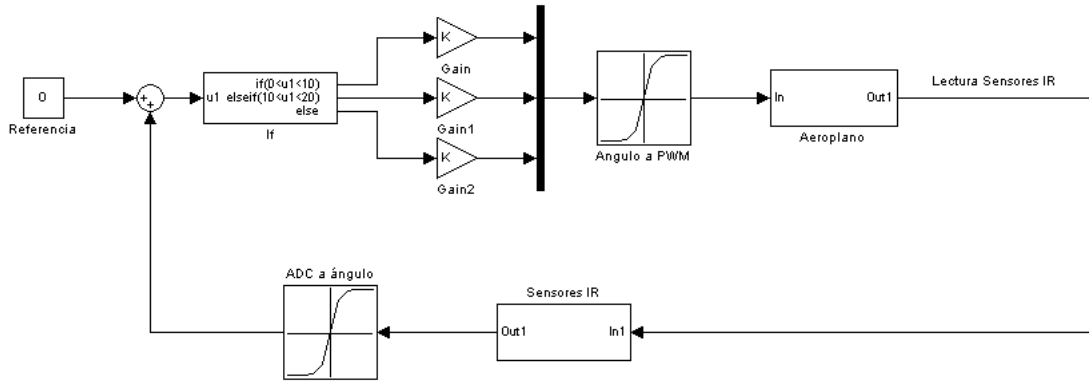 0
Referencia
+
+
u1
if(0<u1<10)
elseif(10<u1<20)
else
If
K
Gain
K
Gain1
K
Gain2
Angulo a PWM
In
Out1
Aeroplano
Lectura Sensores IR
ADC a ángulo
Sensores IR
Out1
In1